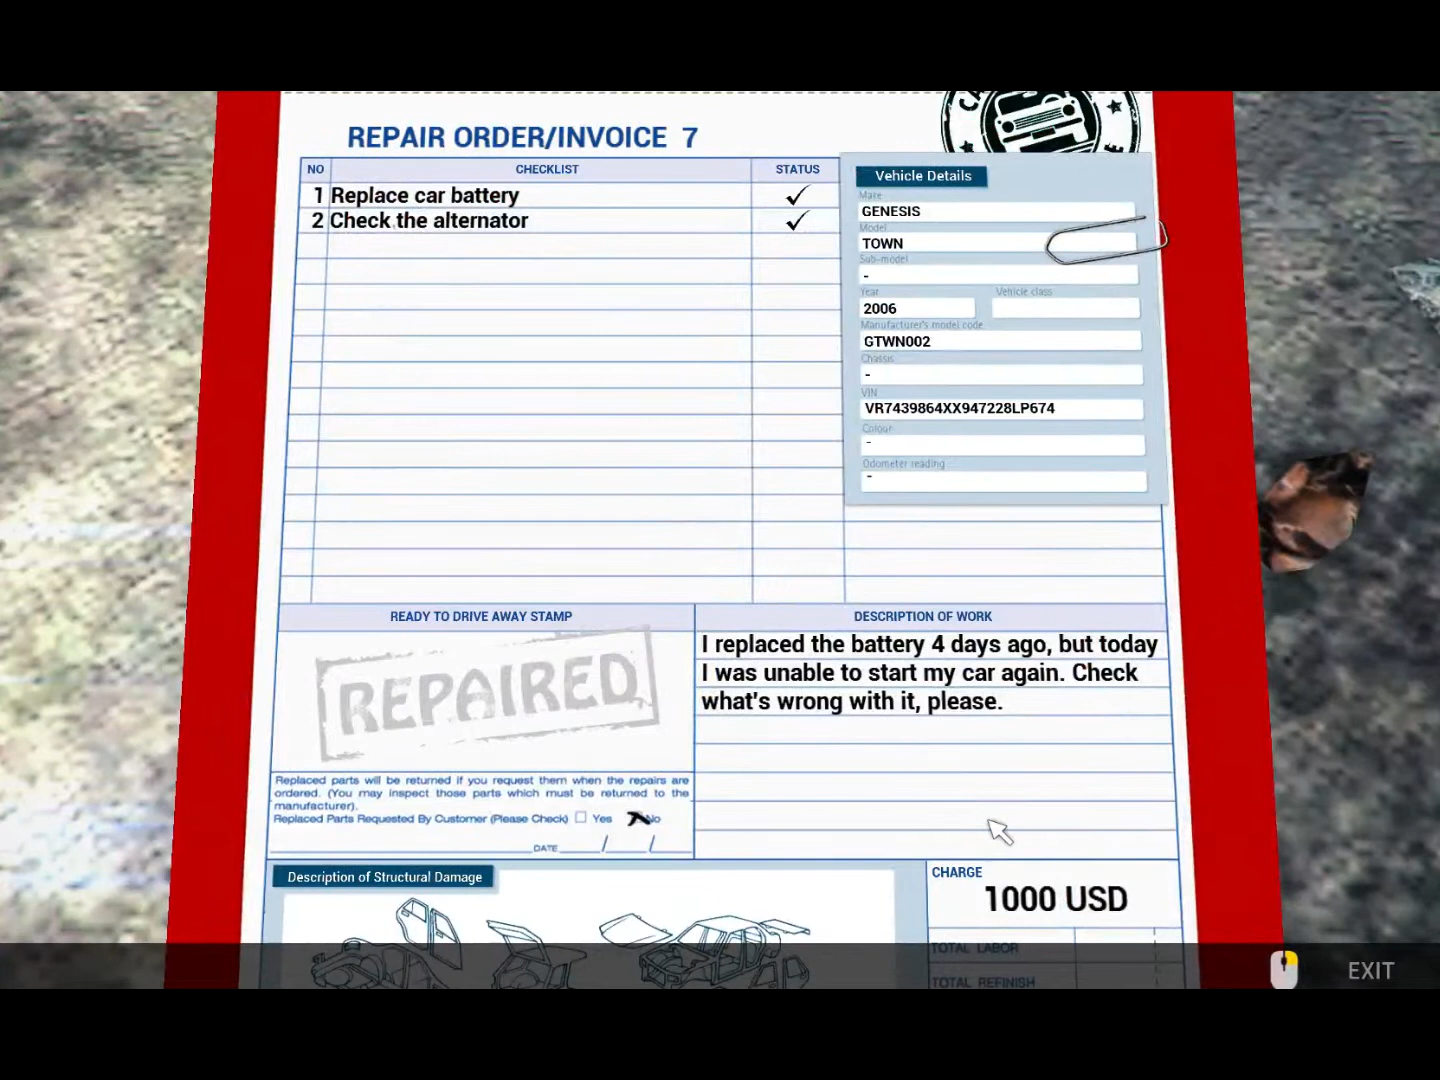 REPAIR ORDER/INVOICE 7
NO CHECKLIST STATUS
1 Replace car battery
2 Check the alternator
Vehicle Details
Make
GENESIS
Model
TOWN
Sub-model
-
Year Vehicle class
2006
Manufacturer's model code
GTWN002
Chassis
-
VIN
VR7439864XX947228LP674
Colour
-
Odometer reading
-
READY TO DRIVE AWAY STAMP
REPAIRED
Replaced parts will be returned if you request them when the repairs are
ordered. (You may inspect those parts which must be returned to the
manufacturer).
Replaced Parts Requested By Customer (Please Check) Yes No
DATE / /
DESCRIPTION OF WORK
I replaced the battery 4 days ago, but today
I was unable to start my car again. Check
what's wrong with it, please.
Description of Structural Damage
CHARGE
1000 USD
TOTAL LABOR
TOTAL REFINISH
EXIT